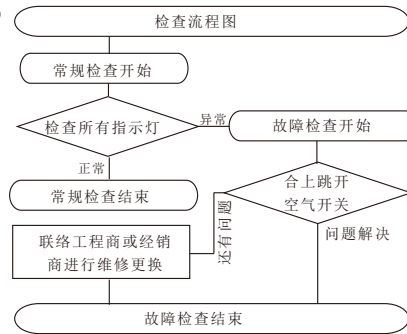 检查流程图
常规检查开始
检查所有指示灯
异常
故障检查开始
正常
常规检查结束
合上跳开
空气开关
还有问题
问题解决
联络工程商或经销
商进行维修更换
故障检查结束